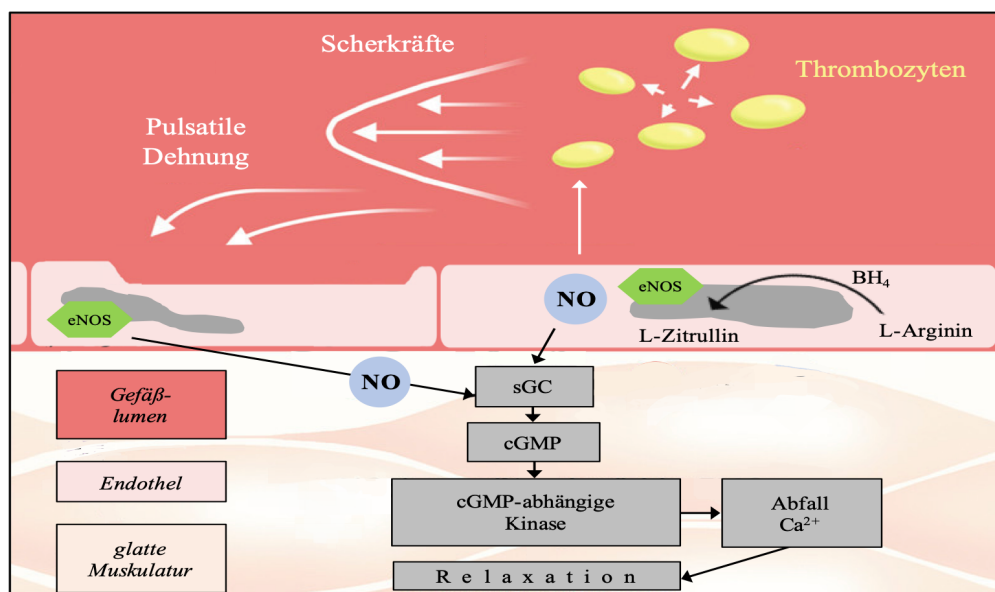 Scherkräfte
Thrombozyten
Pulsatile
Dehnung
eNOS
NO
NO
eNOS
BH4
L-Zitrullin
L-Arginin
Gefäß-
lumen
Endothel
glatte
Muskulatur
sGC
cGMP
cGMP-abhängige
Kinase
Abfall
Ca²⁺
Relaxation